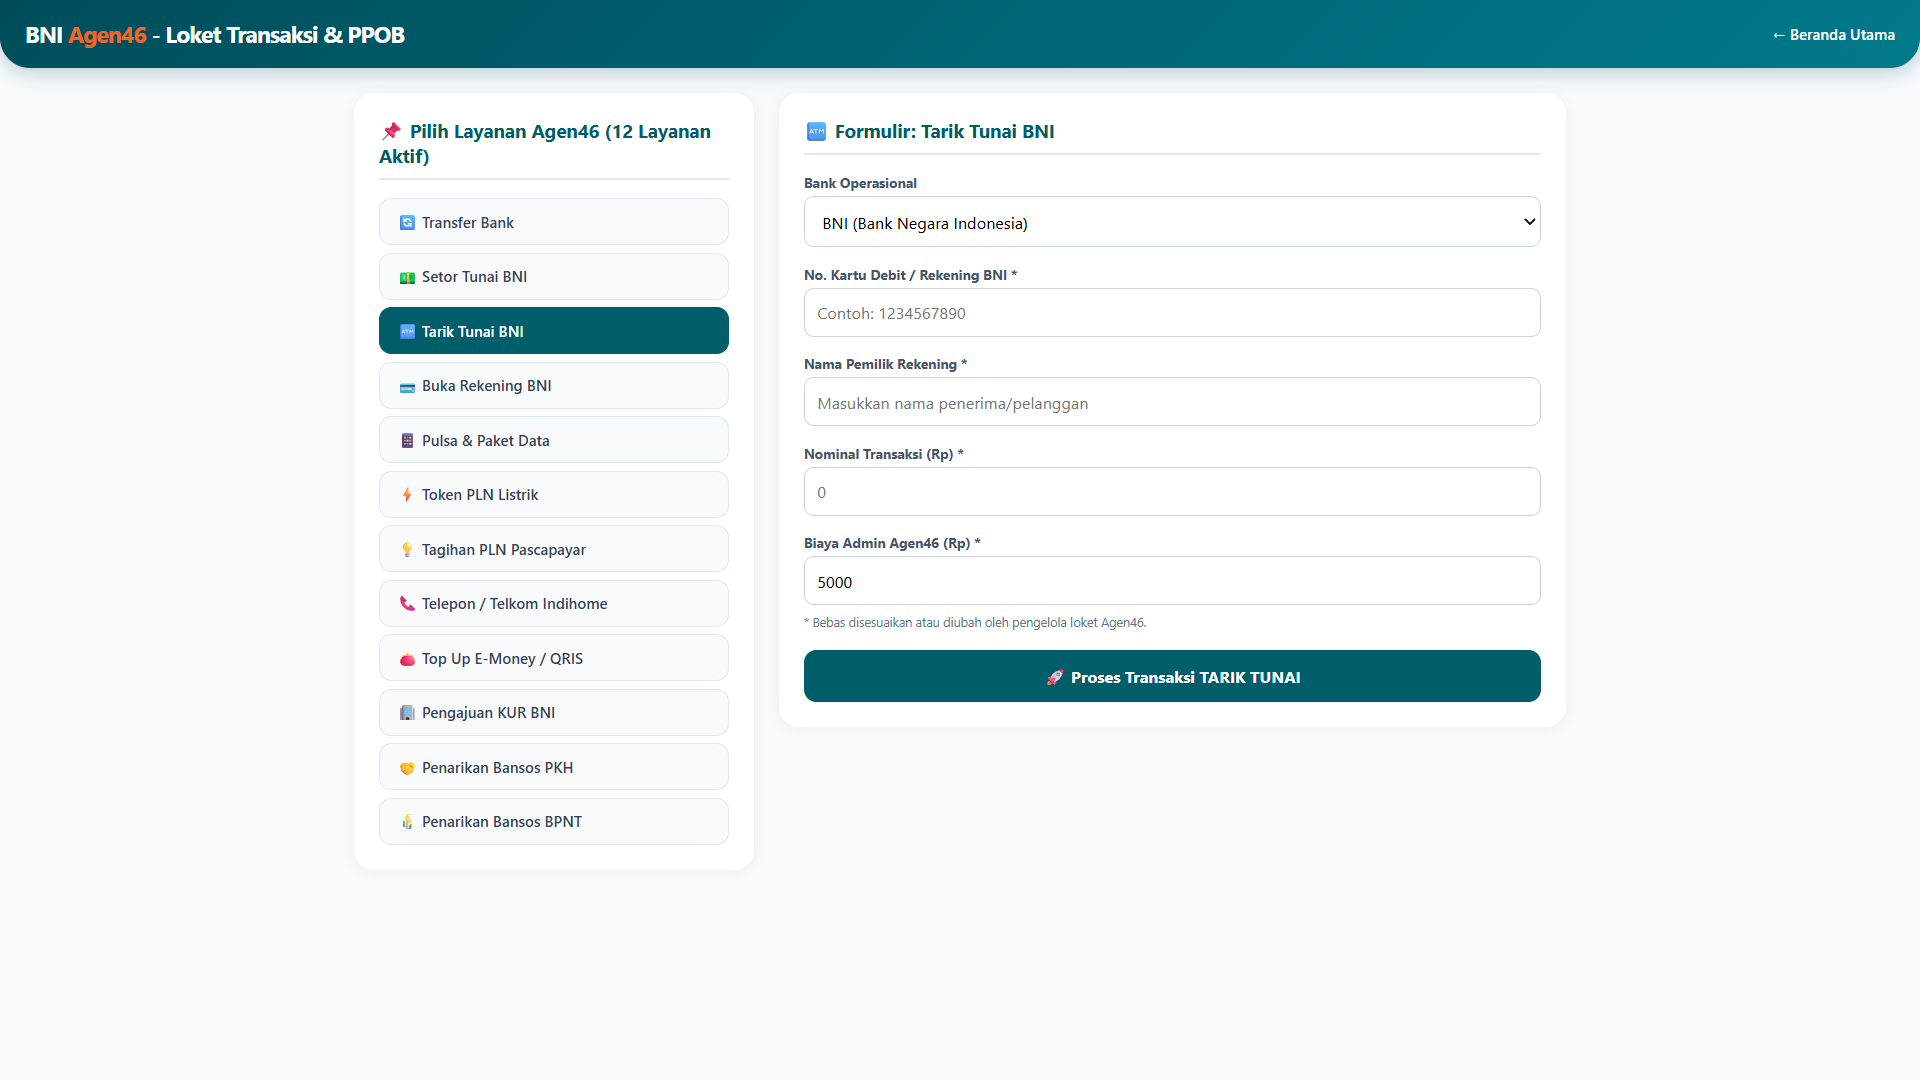 BNI Agen46 - Loket Transaksi & PPOB
← Beranda Utama
📌 Pilih Layanan Agen46 (12 Layanan
Aktif)
🔄 Transfer Bank
💵 Setor Tunai BNI
🏧 Tarik Tunai BNI
💳 Buka Rekening BNI
📱 Pulsa & Paket Data
⚡ Token PLN Listrik
💡 Tagihan PLN Pascapayar
📞 Telepon / Telkom Indihome
👛 Top Up E-Money / QRIS
🏢 Pengajuan KUR BNI
🤝 Penarikan Bansos PKH
🌾 Penarikan Bansos BPNT
🏧 Formulir: Tarik Tunai BNI
Bank Operasional
BNI (Bank Negara Indonesia)
No. Kartu Debit / Rekening BNI *
Contoh: 1234567890
Nama Pemilik Rekening *
Masukkan nama penerima/pelanggan
Nominal Transaksi (Rp) *
0
Biaya Admin Agen46 (Rp) *
5000
* Bebas disesuaikan atau diubah oleh pengelola loket Agen46.
🚀 Proses Transaksi TARIK TUNAI